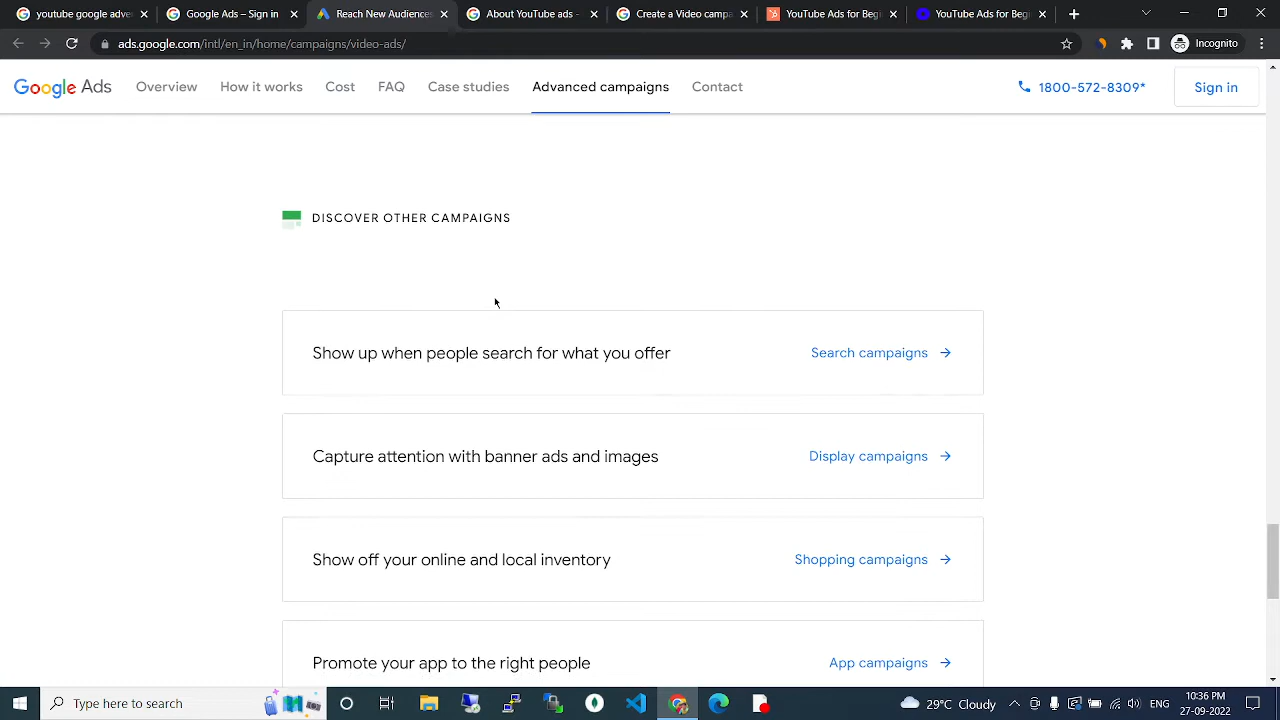 youtube google adve
Google Ads – Sign in
Reach New Audiences
About YouTube ads -
Create a Video campa
YouTube Ads for Beg
YouTube Ads for Begi
ads.google.com/intl/en_in/home/campaigns/video-ads/
Incognito
Google Ads
Overview
How it works
Cost
FAQ
Case studies
Advanced campaigns
Contact
1800-572-8309*
Sign in
DISCOVER OTHER CAMPAIGNS
Show up when people search for what you offer
Search campaigns
Capture attention with banner ads and images
Display campaigns
Show off your online and local inventory
Shopping campaigns
Promote your app to the right people
App campaigns
Type here to search
29°C Cloudy
ENG
10:36 PM
27-09-2022